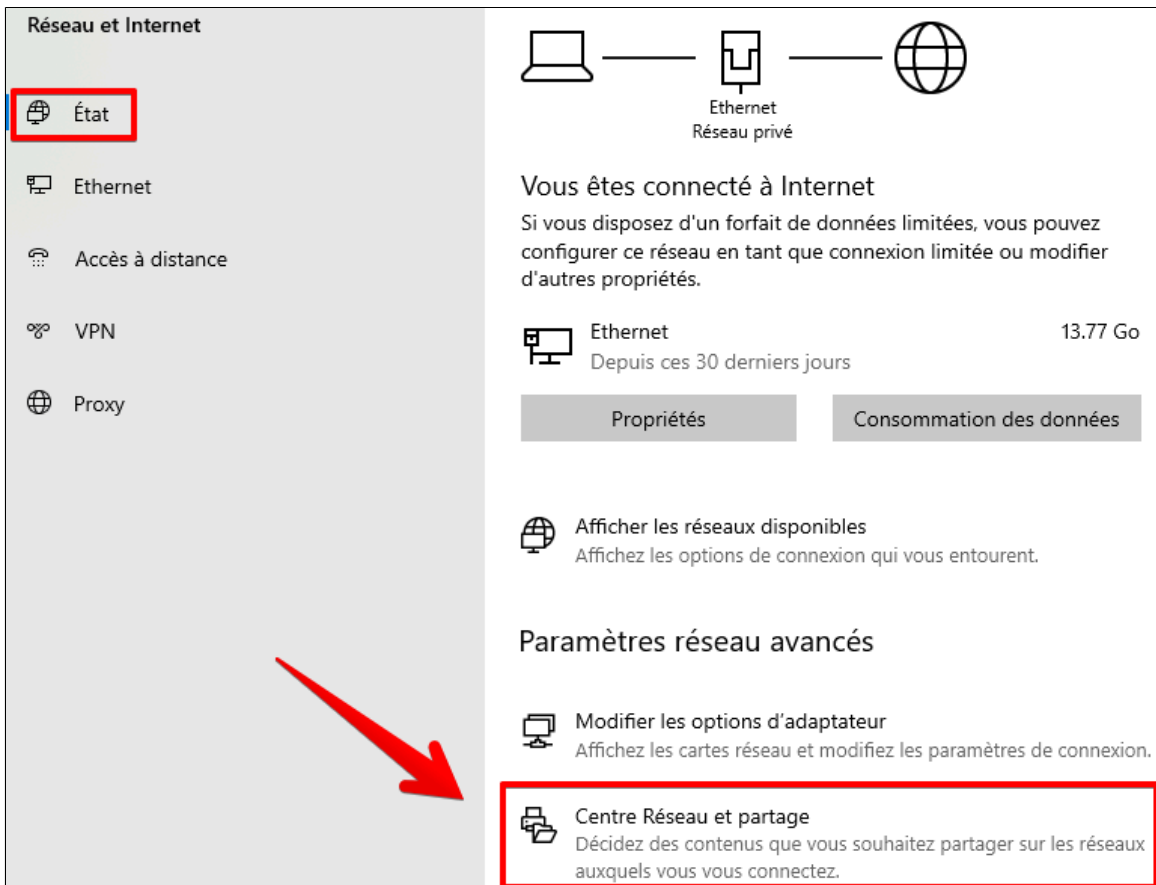 Réseau et Internet
État
Ethernet
Accès à distance
VPN
Proxy
Ethernet
Réseau privé
Vous êtes connecté à Internet
Si vous disposez d'un forfait de données limitées, vous pouvez
configurer ce réseau en tant que connexion limitée ou modifier
d'autres propriétés.
Ethernet 13.77 Go
Depuis ces 30 derniers jours
Propriétés Consommation des données
Afficher les réseaux disponibles
Affichez les options de connexion qui vous entourent.
Paramètres réseau avancés
Modifier les options d’adaptateur
Affichez les cartes réseau et modifiez les paramètres de connexion.
Centre Réseau et partage
Décidez des contenus que vous souhaitez partager sur les réseaux
auxquels vous vous connectez.